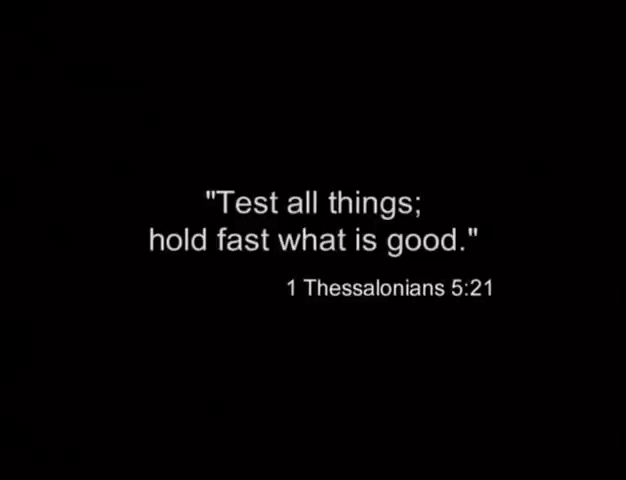 "Test all things;
hold fast what is good."
1 Thessalonians 5:21